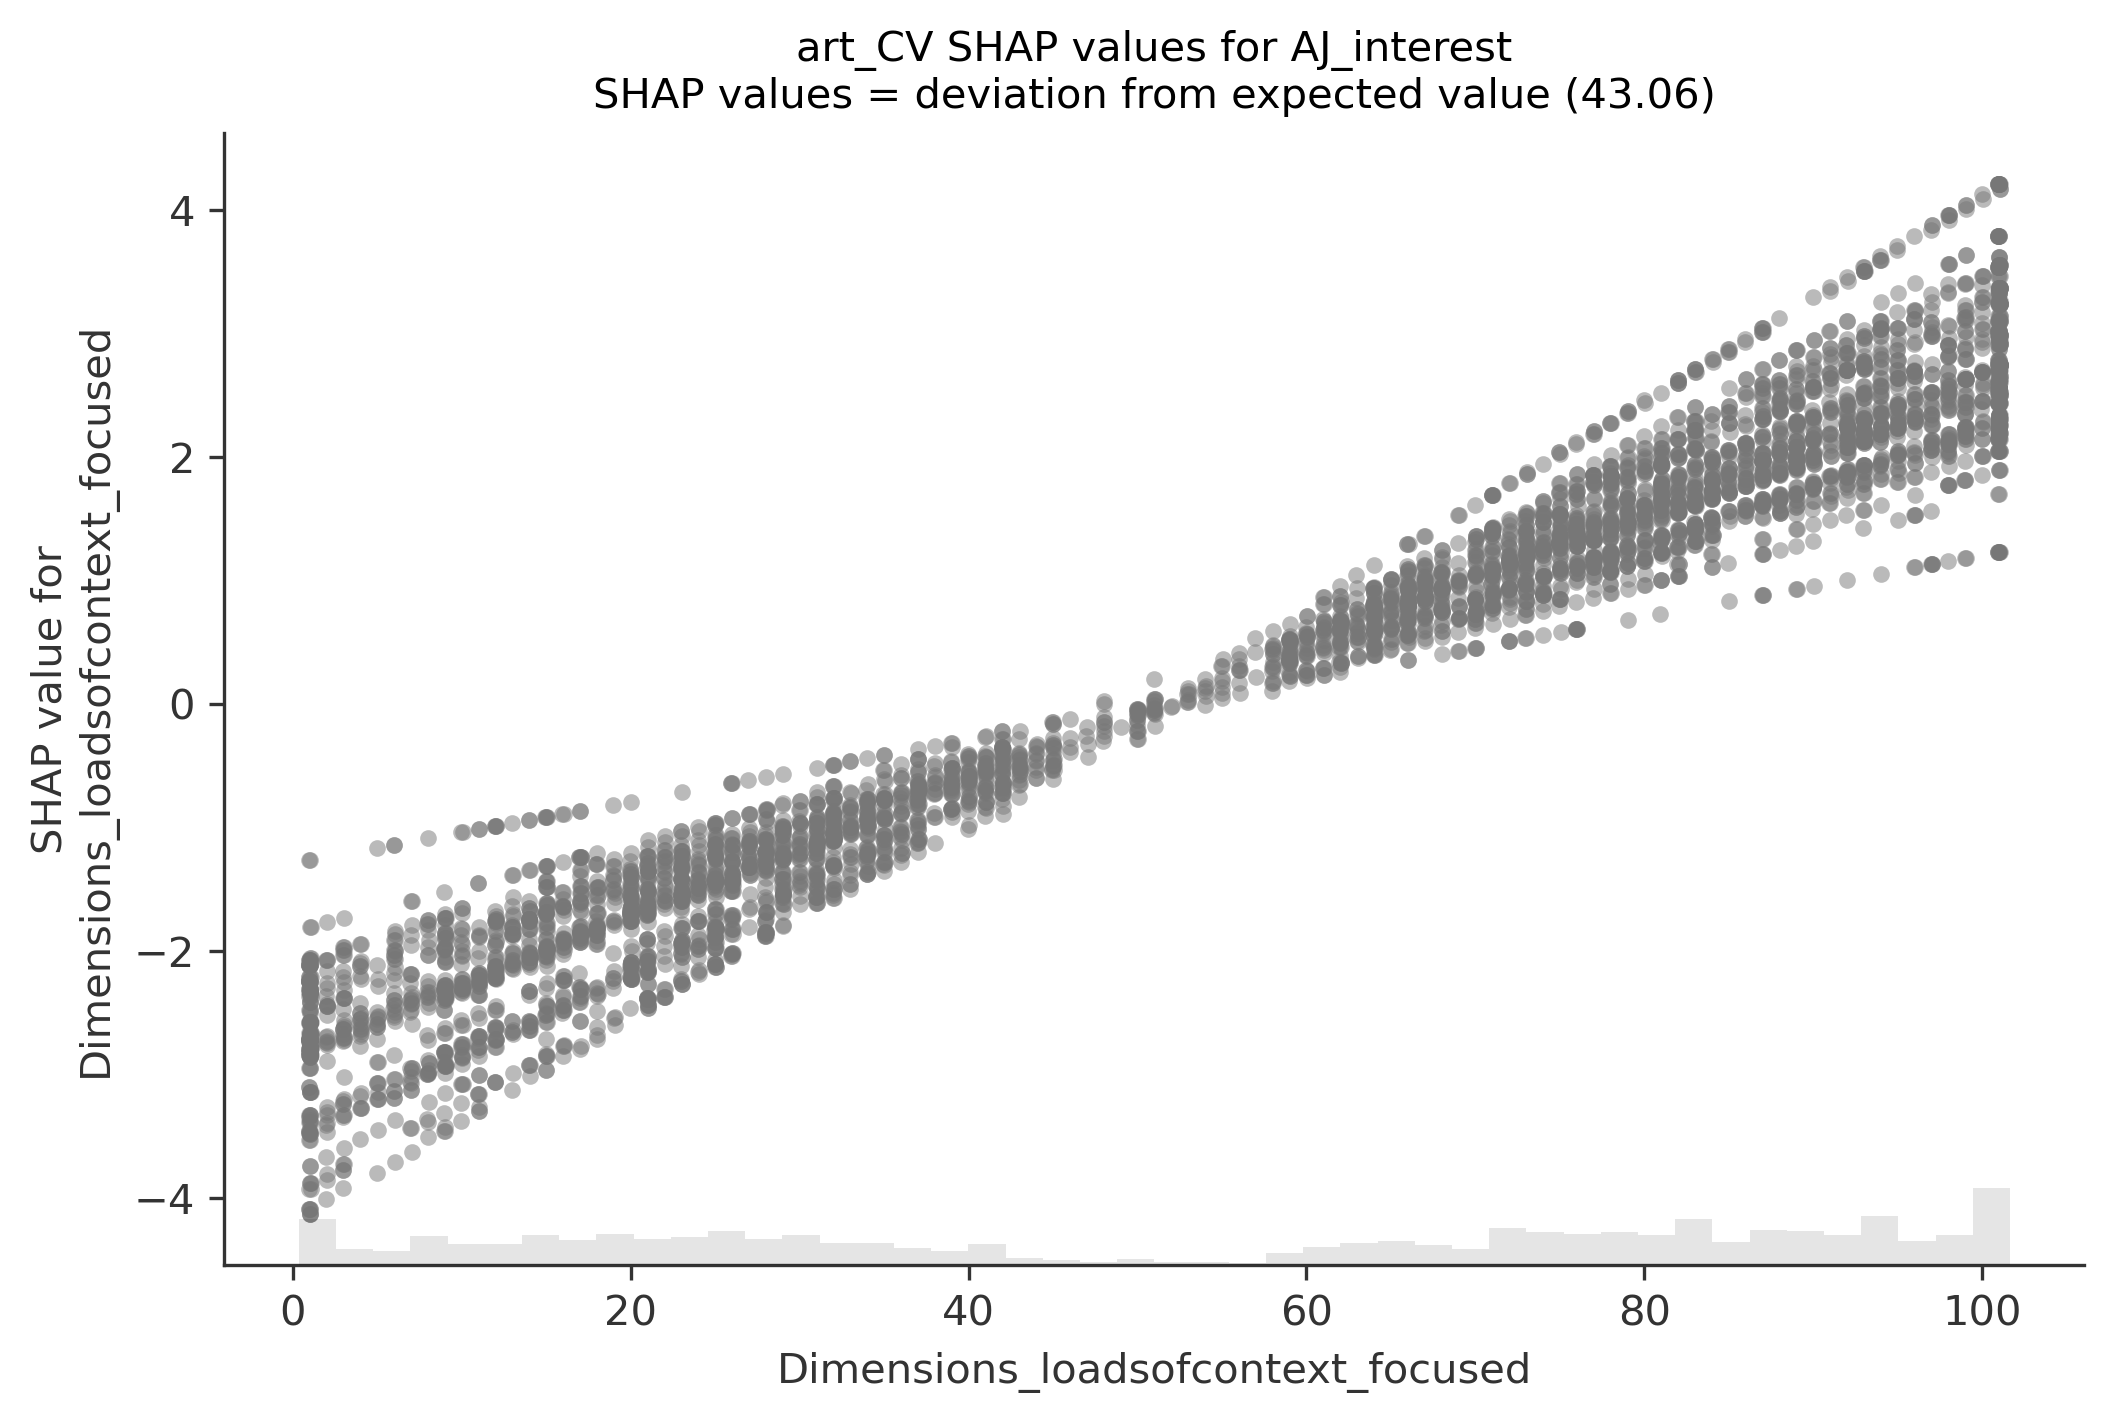 art_CV SHAP values for AJ_interest
SHAP values = deviation from expected value (43.06)
SHAP value for
Dimensions_loadsofcontext_focused
4
2
0
−2
−4
0
20
40
60
80
100
Dimensions_loadsofcontext_focused